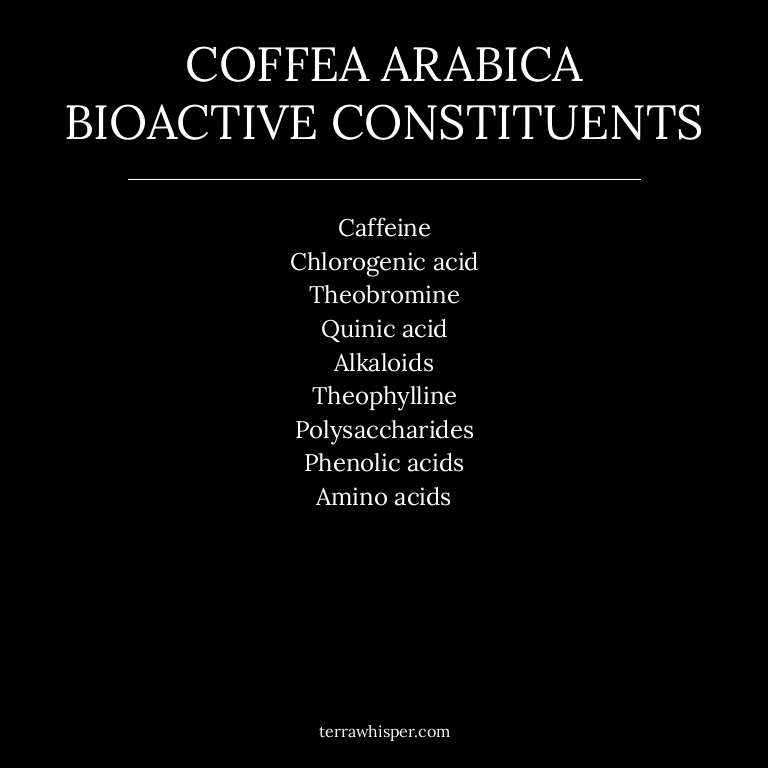 COFFEA ARABICA
BIOACTIVE CONSTITUENTS
Caffeine
Chlorogenic acid
Theobromine
Quinic acid
Alkaloids
Theophylline
Polysaccharides
Phenolic acids
Amino acids
terrawhisper.com